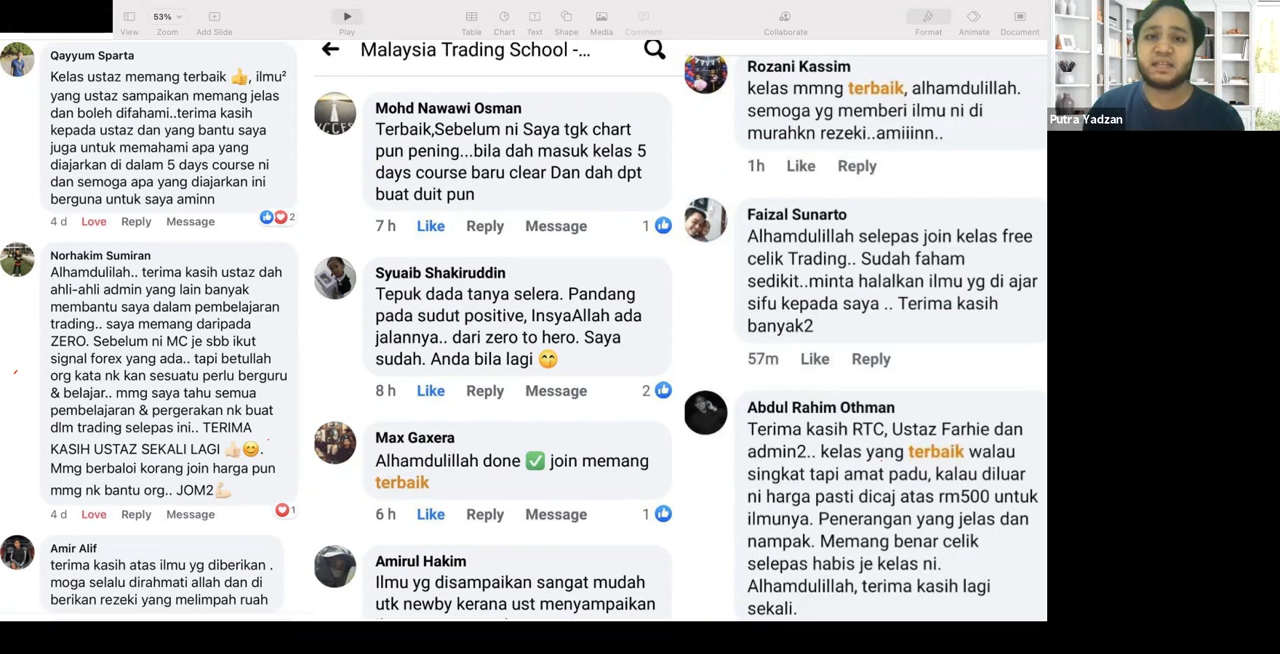 53%
View
Zoom
Add Slide
Play
Table
Chart
Text
Shape
Media
Comment
Collaborate
Format
Animate
Document
Qayyum Sparta
Kelas ustaz memang terbaik 👍, ilmu²
yang ustaz sampaikan memang jelas
dan boleh difahami..terima kasih
kepada ustaz dan yang bantu saya
juga untuk memahami apa yang
diajarkan di dalam 5 days course ni
dan semoga apa yang diajarkan ini
berguna untuk saya aminn
4 d Love Reply Message 2
Norhakim Sumiran
Alhamdulilah.. terima kasih ustaz dah
ahli-ahli admin yang lain banyak
membantu saya dalam pembelajaran
trading.. saya memang daripada
ZERO. Sebelum ni MC je sbb ikut
signal forex yang ada.. tapi betullah
org kata nk kan sesuatu perlu berguru
& belajar.. mmg saya tahu semua
pembelajaran & pergerakan nk buat
dlm trading selepas ini.. TERIMA
KASIH USTAZ SEKALI LAGI 👍😊.
Mmg berbaloi korang join harga pun
mmg nk bantu org.. JOM2💪
4 d Love Reply Message 1
Amir Alif
terima kasih atas ilmu yg diberikan .
moga selalu dirahmati allah dan di
berikan rezeki yang melimpah ruah
Malaysia Trading School -...
Mohd Nawawi Osman
Terbaik,Sebelum ni Saya tgk chart
pun pening...bila dah masuk kelas 5
days course baru clear Dan dah dpt
buat duit pun
7 h Like Reply Message 1
Syuaib Shakiruddin
Tepuk dada tanya selera. Pandang
pada sudut positive, InsyaAllah ada
jalannya.. dari zero to hero. Saya
sudah. Anda bila lagi 😁
8 h Like Reply Message 2
Max Gaxera
Alhamdulillah done ✅ join memang
terbaik
6 h Like Reply Message 1
Amirul Hakim
Ilmu yg disampaikan sangat mudah
utk newby kerana ust menyampaikan
Rozani Kassim
kelas mmng terbaik, alhamdulillah.
semoga yg memberi ilmu ni di
murahkn rezeki..amiiinn..
1h Like Reply
Faizal Sunarto
Alhamdulillah selepas join kelas free
celik Trading.. Sudah faham
sedikit..minta halalkan ilmu yg di ajar
sifu kepada saya .. Terima kasih
banyak2
57m Like Reply
Abdul Rahim Othman
Terima kasih RTC, Ustaz Farhie dan
admin2.. kelas yang terbaik walau
singkat tapi amat padu, kalau diluar
ni harga pasti dicaj atas rm500 untuk
ilmunya. Penerangan yang jelas dan
nampak. Memang benar celik
selepas habis je kelas ni.
Alhamdulillah, terima kasih lagi
sekali.
Putra Yadzan